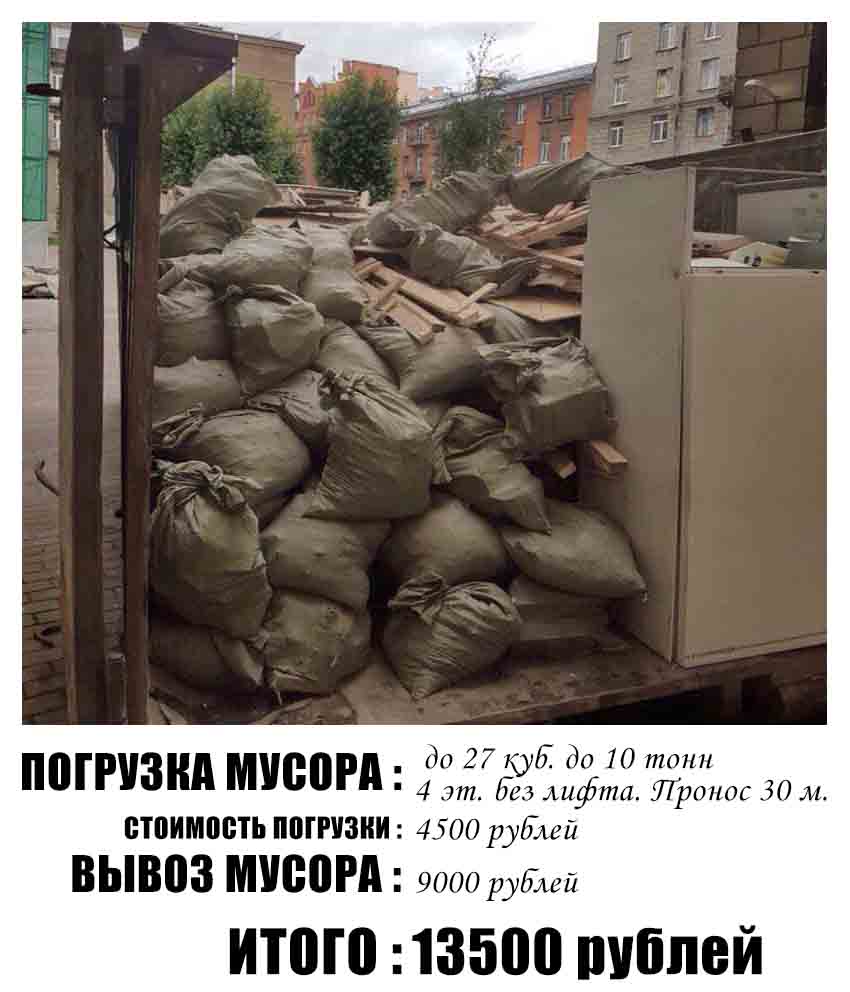 ПОГРУЗКА МУСОРА : до 27 куб. до 10 тонн
4 эт. без лифта. Пронос 30 м.
СТОИМОСТЬ ПОГРУЗКИ : 4500 рублей
ВЫВОЗ МУСОРА : 9000 рублей
ИТОГО : 13500 рублей